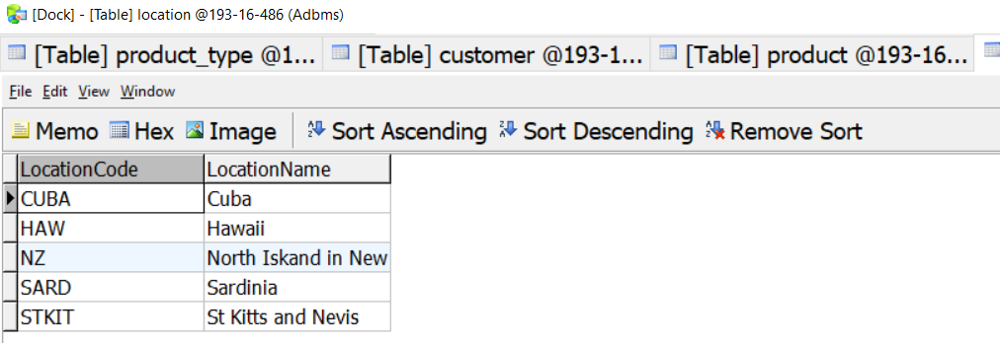 [Dock] - [Table] location @193-16-486 (Adbms)
[Table] product_type @1... [Table] customer @193-1... [Table] product @193-16...
File Edit View Window
Memo Hex Image Sort Ascending Sort Descending Remove Sort
LocationCode LocationName
CUBA Cuba
HAW Hawaii
NZ North Iskand in New
SARD Sardinia
STKIT St Kitts and Nevis